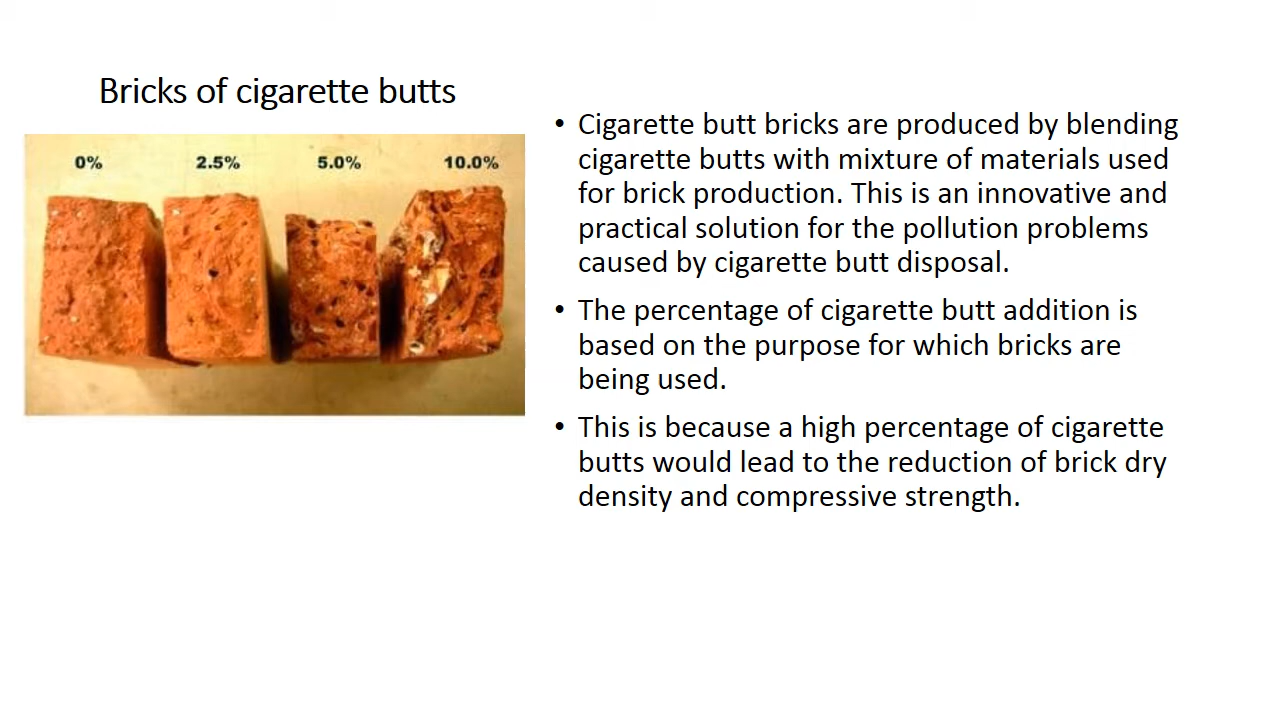 Bricks of cigarette butts
0% 2.5% 5.0% 10.0%
• Cigarette butt bricks are produced by blending
cigarette butts with mixture of materials used
for brick production. This is an innovative and
practical solution for the pollution problems
caused by cigarette butt disposal.
• The percentage of cigarette butt addition is
based on the purpose for which bricks are
being used.
• This is because a high percentage of cigarette
butts would lead to the reduction of brick dry
density and compressive strength.